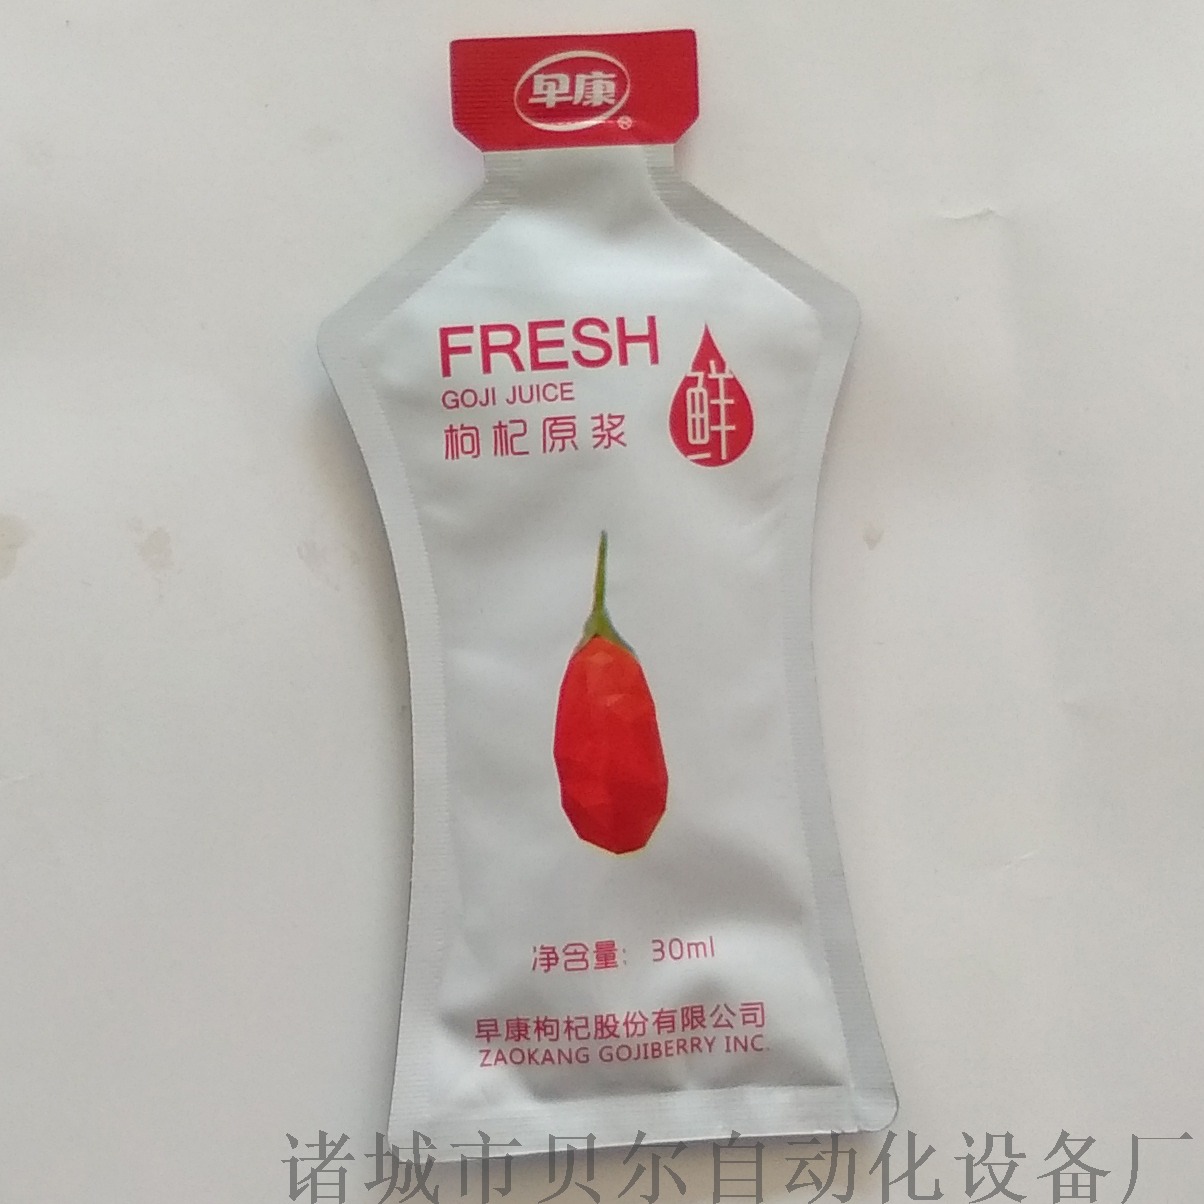 早康
®
FRESH
GOJI JUICE
枸杞原浆
鲜
净含量: 30ml
早康枸杞股份有限公司
ZAOKANG GOJIBERRY INC.
诸城市贝尔自动化设备厂